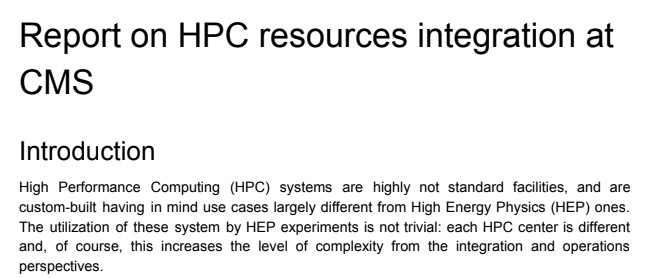 Report on HPC resources integration at
CMS
Introduction
High Performance Computing (HPC) systems are highly not standard facilities, and are
custom-built having in mind use cases largely different from High Energy Physics (HEP) ones.
The utilization of these system by HEP experiments is not trivial: each HPC center is different
and, of course, this increases the level of complexity from the integration and operations
perspectives.